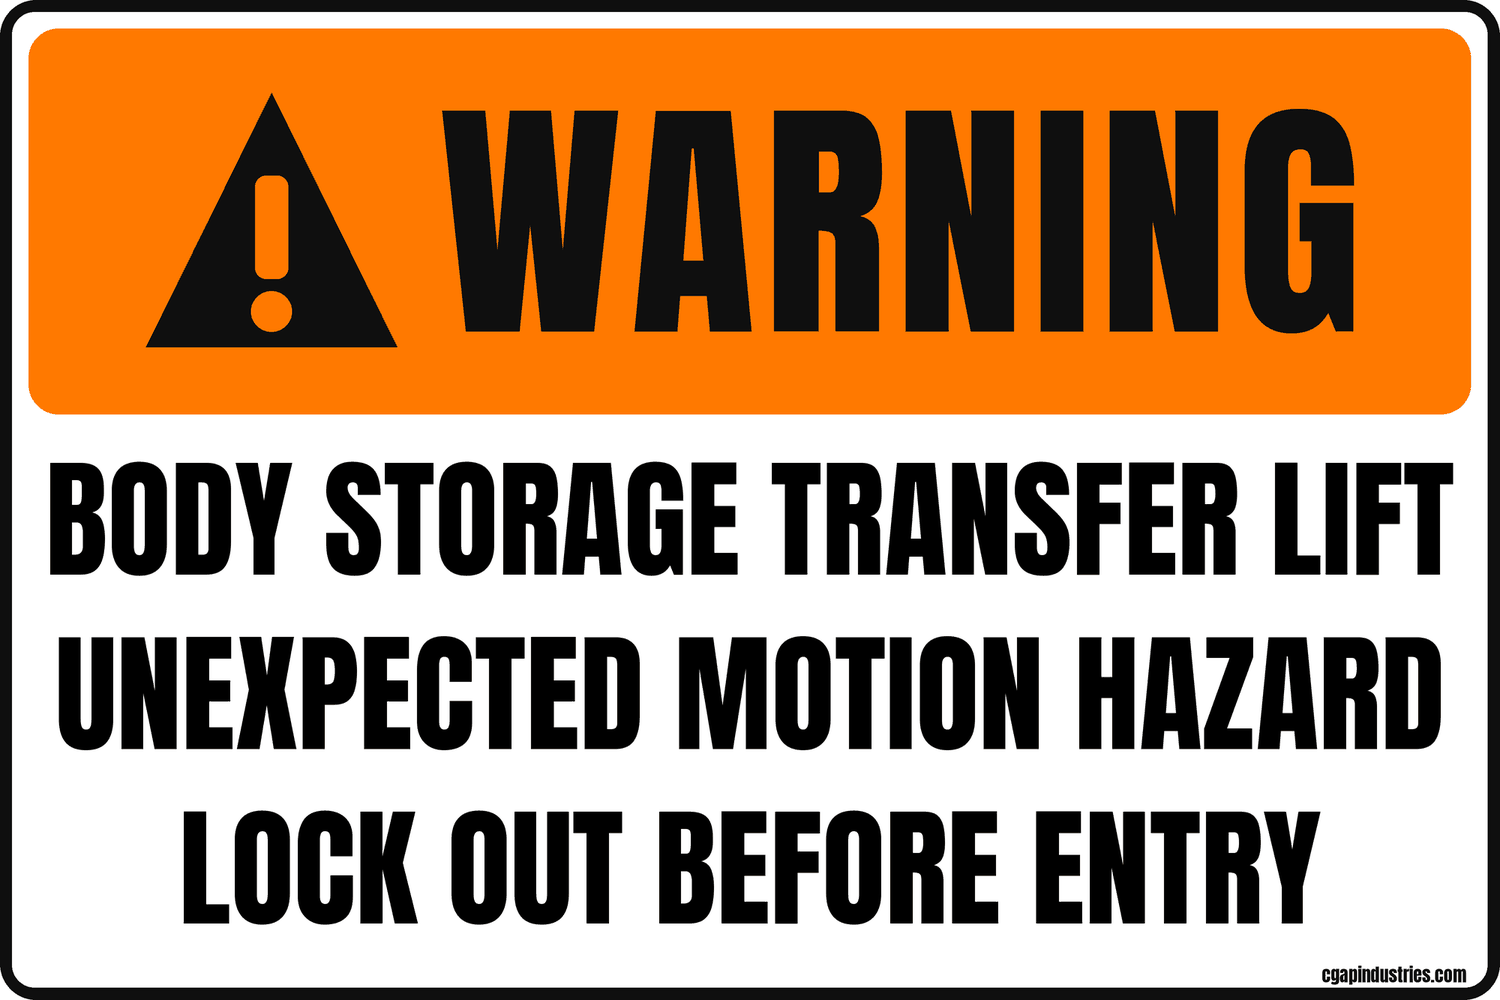 WARNING
BODY STORAGE TRANSFER LIFT
UNEXPECTED MOTION HAZARD
LOCK OUT BEFORE ENTRY
cgapindustries.com